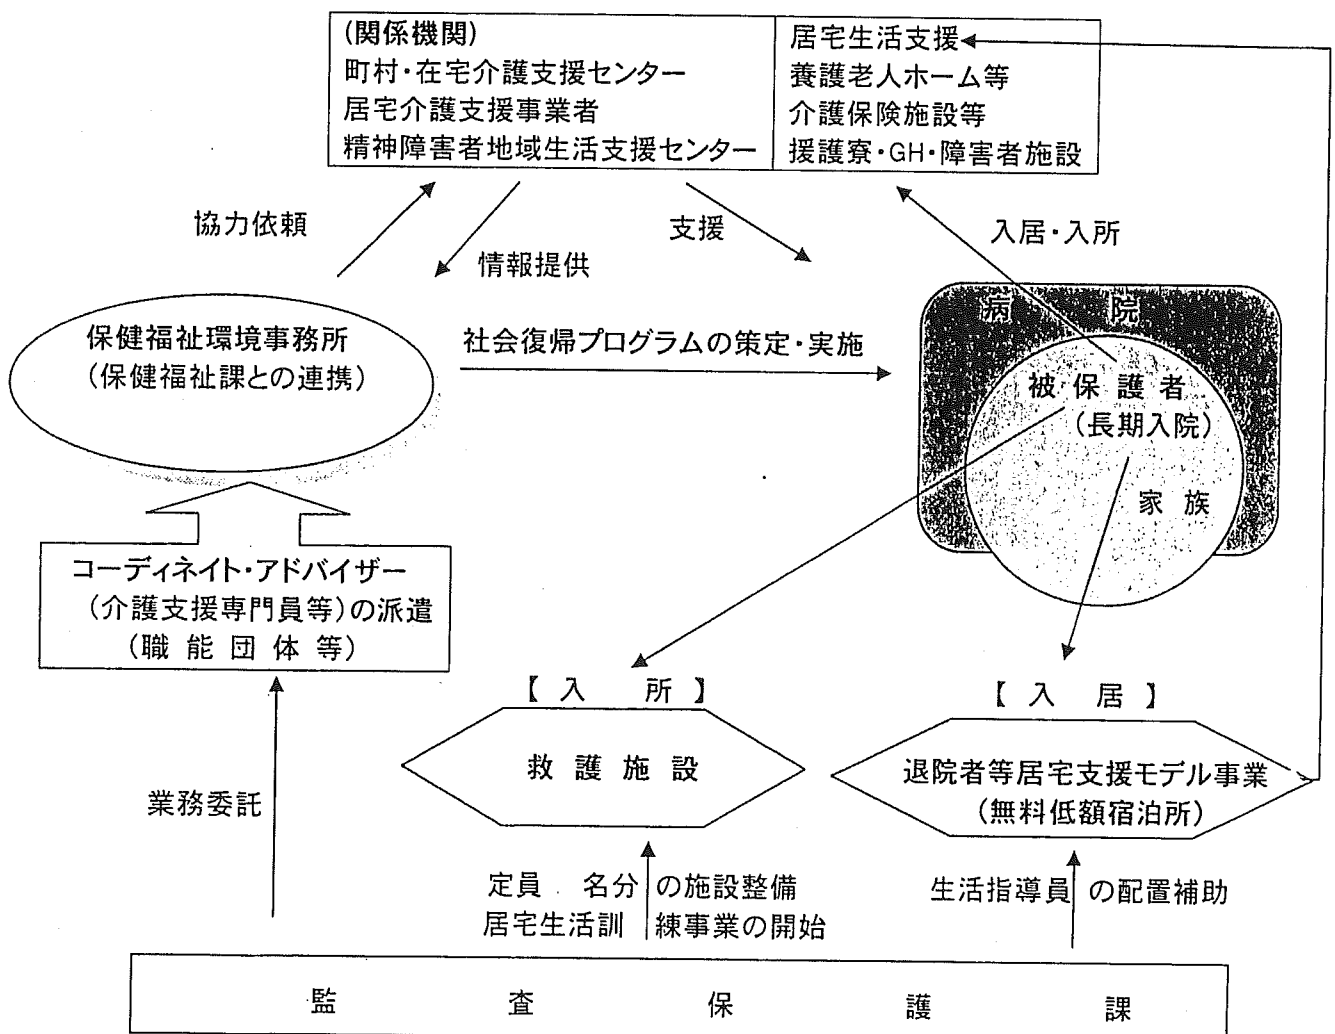 (関係機関)
町村・在宅介護支援センター
居宅介護支援事業者
精神障害者地域生活支援センター
居宅生活支援
養護老人ホーム等
介護保険施設等
援護寮・GH・障害者施設
協力依頼
情報提供
支援
入居・入所
保健福祉環境事務所
(保健福祉課との連携)
社会復帰プログラムの策定・実施
病 院
被 保 護 者
(長期入院)
家 族
コーディネイト・アドバイザー
(介護支援専門員等)の派遣
(職 能 団 体 等)
【 入 所 】
救 護 施 設
【 入 居 】
退院者等居宅支援モデル事業
(無料低額宿泊所)
業務委託
定員 名分 の施設整備
居宅生活訓 練事業の開始
生活指導員 の配置補助
監 査 保 護 課